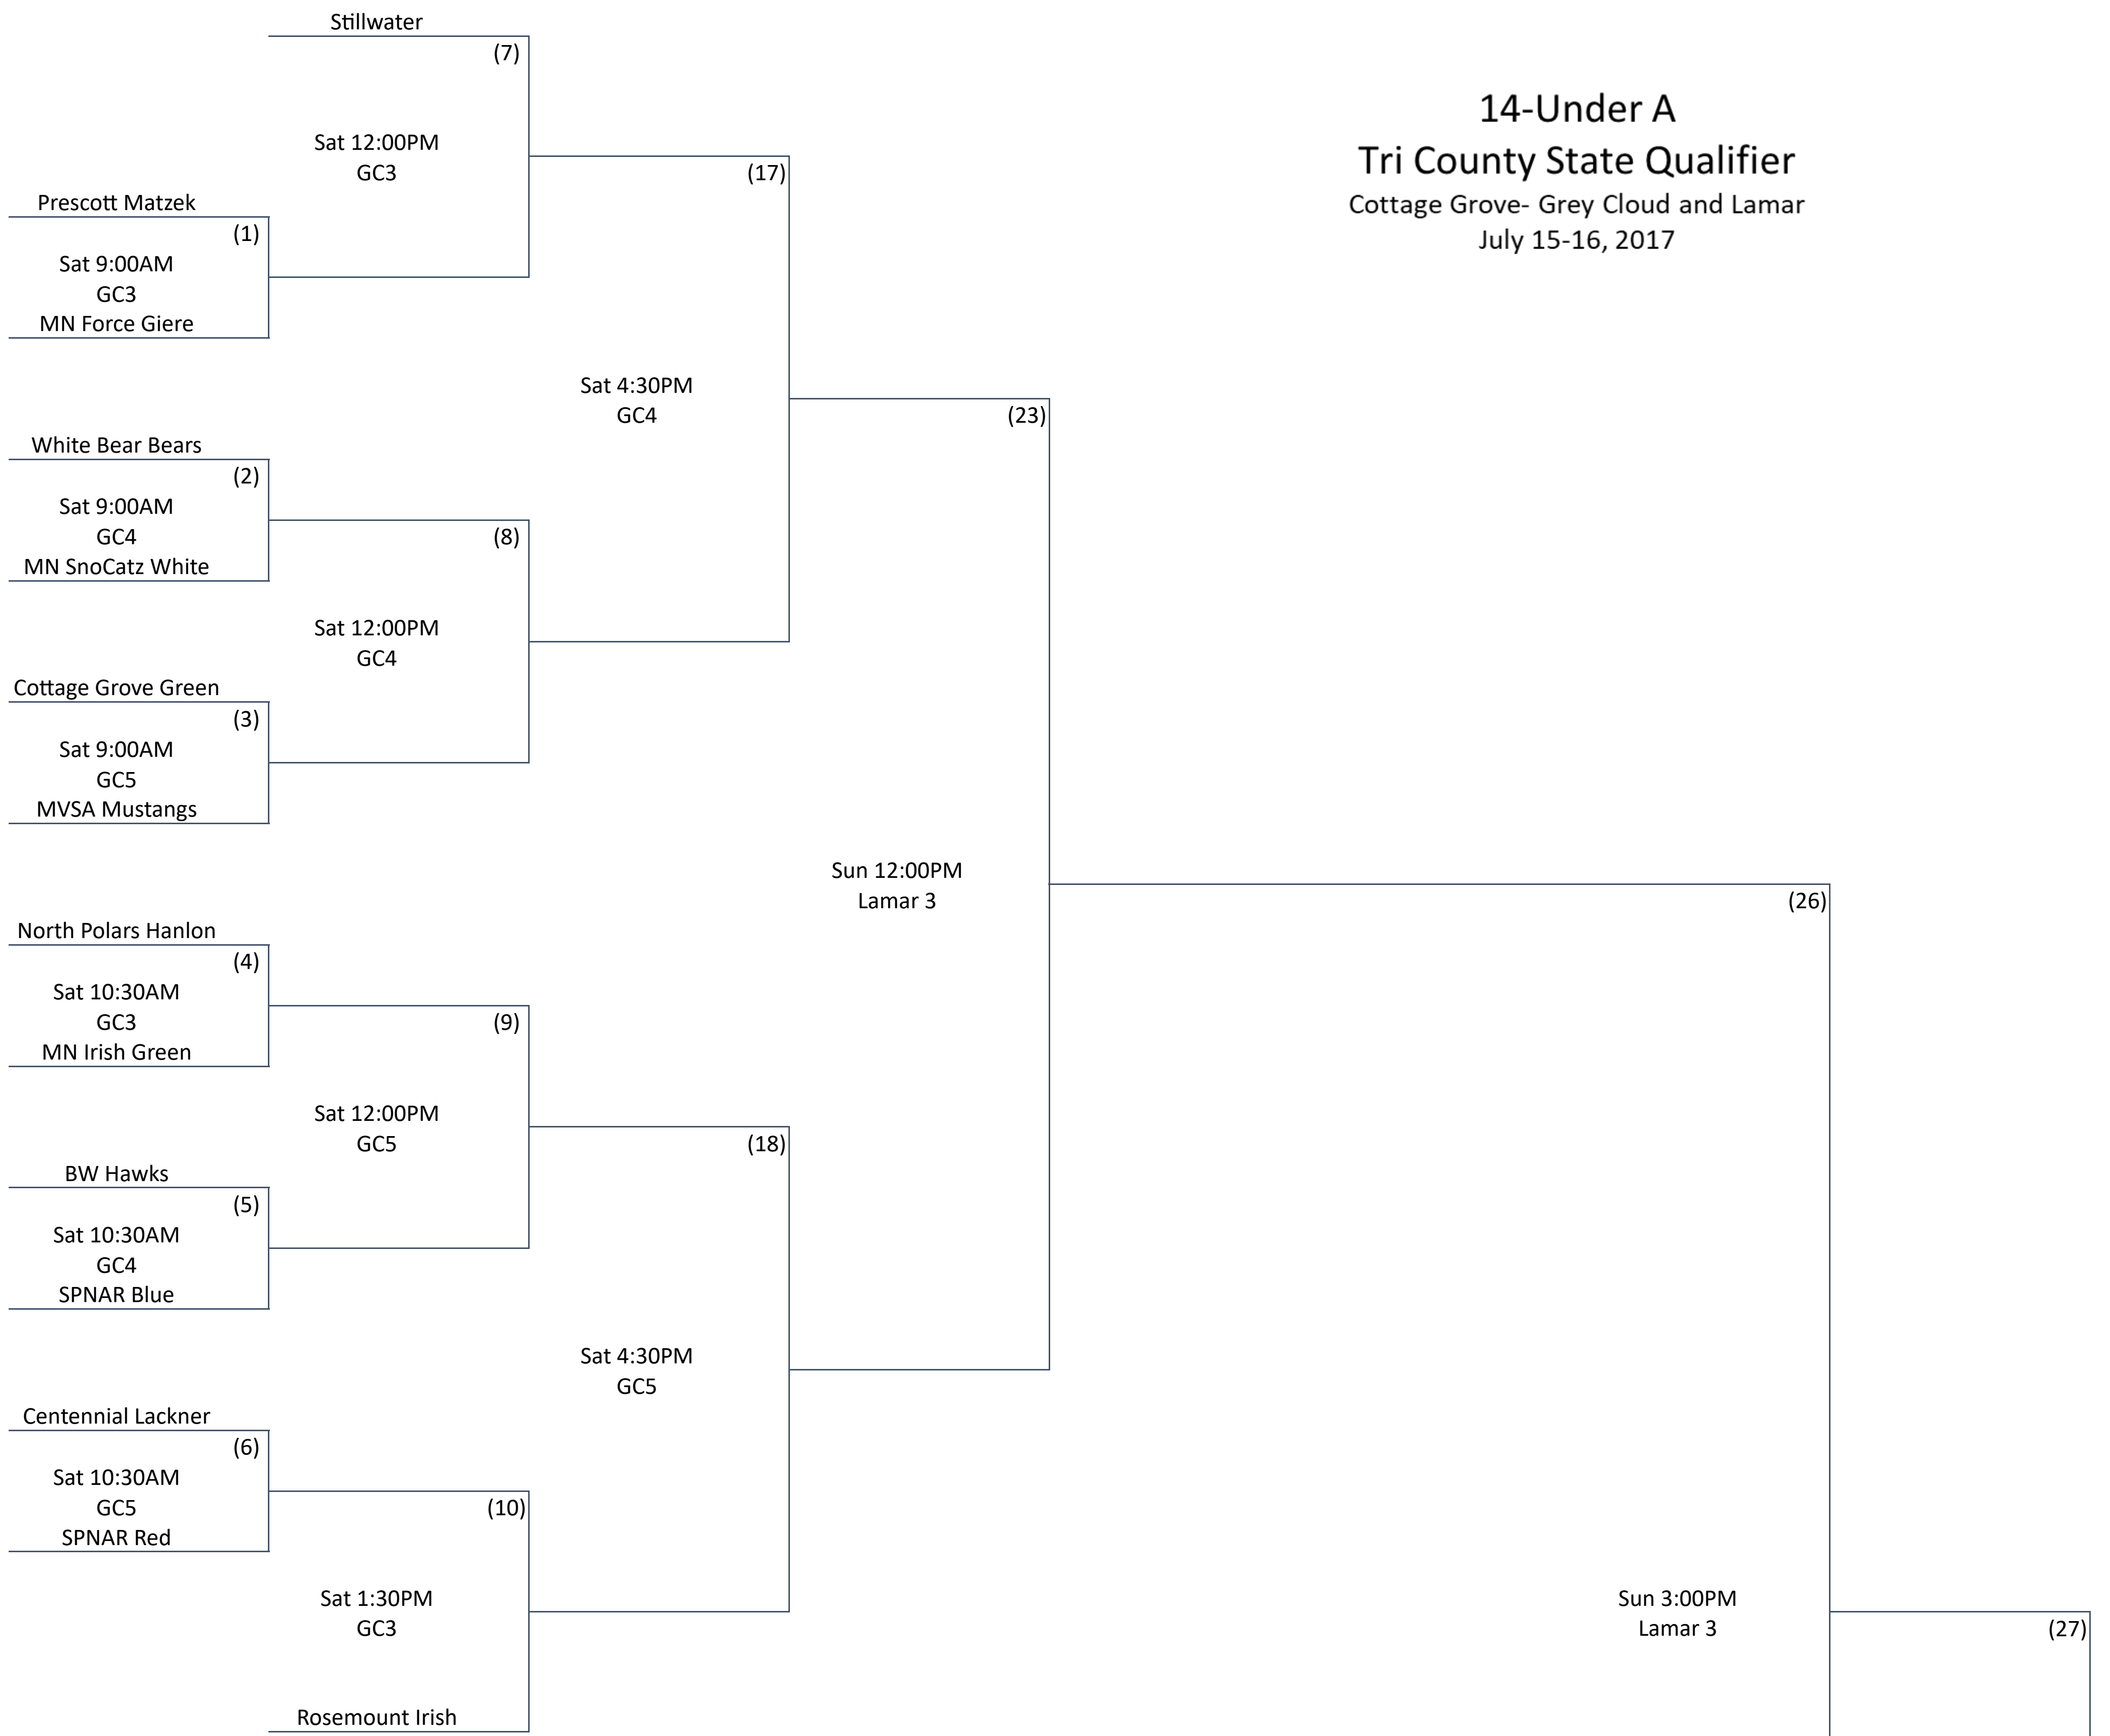 Stillwater
(7)
14-Under A
Tri County State Qualifier
Cottage Grove- Grey Cloud and Lamar
July 15-16, 2017
Sat 12:00PM
GC3
(17)
Prescott Matzek
(1)
Sat 9:00AM
GC3
MN Force Giere
Sat 4:30PM
GC4
(23)
White Bear Bears
(2)
Sat 9:00AM
GC4
MN SnoCatz White
(8)
Sat 12:00PM
GC4
Cottage Grove Green
(3)
Sat 9:00AM
GC5
MVSA Mustangs
Sun 12:00PM
Lamar 3
(26)
North Polars Hanlon
(4)
Sat 10:30AM
GC3
MN Irish Green
(9)
Sat 12:00PM
GC5
(18)
BW Hawks
(5)
Sat 10:30AM
GC4
SPNAR Blue
Sat 4:30PM
GC5
Centennial Lackner
(6)
Sat 10:30AM
GC5
SPNAR Red
(10)
Sat 1:30PM
GC3
Sun 3:00PM
Lamar 3
(27)
Rosemount Irish